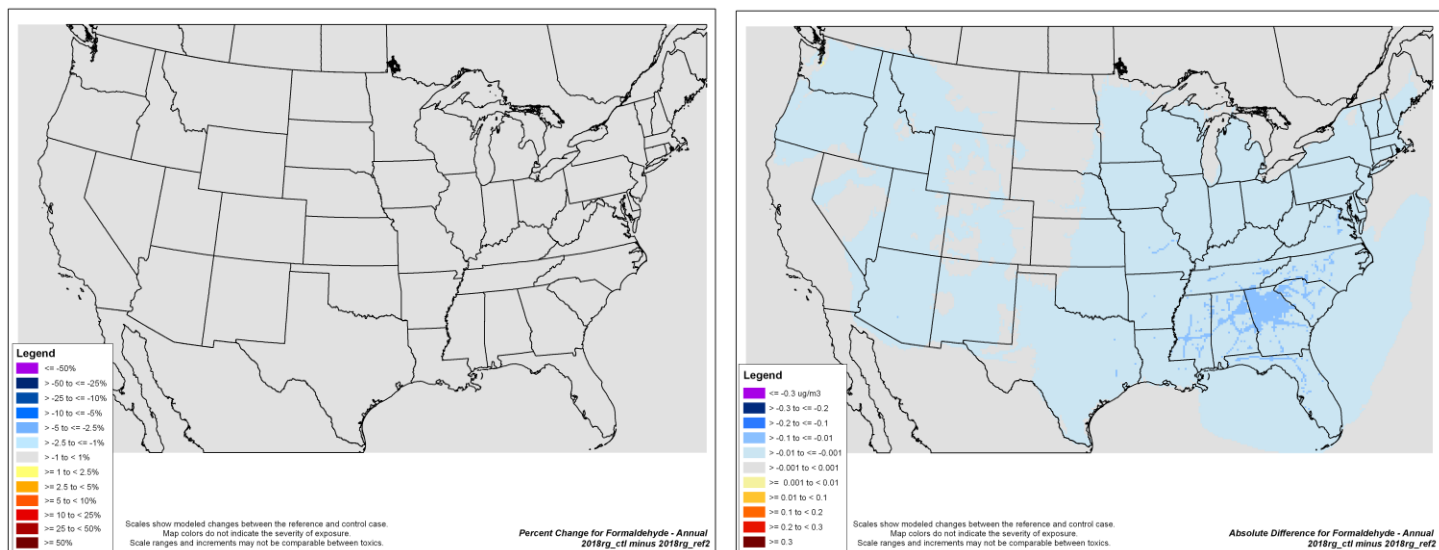 Legend
<= -50%
> -50 to <= -25%
> -25 to <= -10%
> -10 to <= -5%
> -5 to <= -2.5%
> -2.5 to <= -1%
> -1 to < 1%
>= 1 to < 2.5%
>= 2.5 to < 5%
>= 5 to < 10%
>= 10 to < 25%
>= 25 to < 50%
>= 50%
Scales show modeled changes between the reference and control case.
Map colors do not indicate the severity of exposure.
Scale ranges and increments may not be comparable between toxics.
Percent Change for Formaldehyde - Annual
2018rg_ctl minus 2018rg_ref2
Legend
<= -0.3 ug/m3
> -0.3 to <= -0.2
> -0.2 to <= -0.1
> -0.1 to <= -0.01
> -0.01 to <= -0.001
> -0.001 to < 0.001
>= 0.001 to < 0.01
>= 0.01 to < 0.1
>= 0.1 to < 0.2
>= 0.2 to < 0.3
>= 0.3
Scales show modeled changes between the reference and control case.
Map colors do not indicate the severity of exposure.
Scale ranges and increments may not be comparable between toxics.
Absolute Difference for Formaldehyde - Annual
2018rg_ctl minus 2018rg_ref2